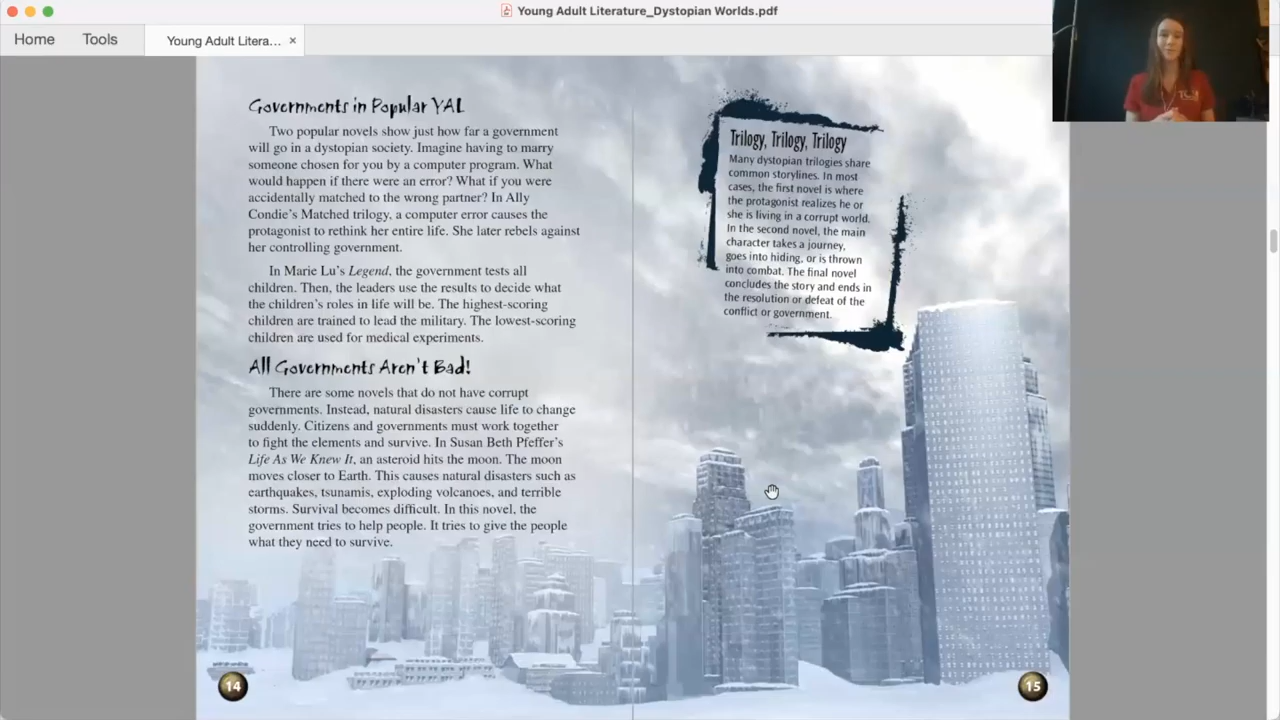 Young Adult Literature_Dystopian Worlds.pdf
Home
Tools
Young Adult Litera...
×
Governments in Popular YAL
Two popular novels show just how far a government
will go in a dystopian society. Imagine having to marry
someone chosen for you by a computer program. What
would happen if there were an error? What if you were
accidentally matched to the wrong partner? In Ally
Condie's Matched trilogy, a computer error causes the
protagonist to rethink her entire life. She later rebels against
her controlling government.
In Marie Lu's Legend, the government tests all
children. Then, the leaders use the results to decide what
the children's roles in life will be. The highest-scoring
children are trained to lead the military. The lowest-scoring
children are used for medical experiments.
All Governments Aren't Bad!
There are some novels that do not have corrupt
governments. Instead, natural disasters cause life to change
suddenly. Citizens and governments must work together
to fight the elements and survive. In Susan Beth Pfeffer's
Life As We Knew It, an asteroid hits the moon. The moon
moves closer to Earth. This causes natural disasters such as
earthquakes, tsunamis, exploding volcanoes, and terrible
storms. Survival becomes difficult. In this novel, the
government tries to help people. It tries to give the people
what they need to survive.
14
Trilogy, Trilogy, Trilogy
Many dystopian trilogies share
common storylines. In most
cases, the first novel is where
the protagonist realizes he or
she is living in a corrupt world.
In the second novel, the main
character takes a journey,
goes into hiding, or is thrown
into combat. The final novel
concludes the story and ends in
the resolution or defeat of the
conflict or government.
15